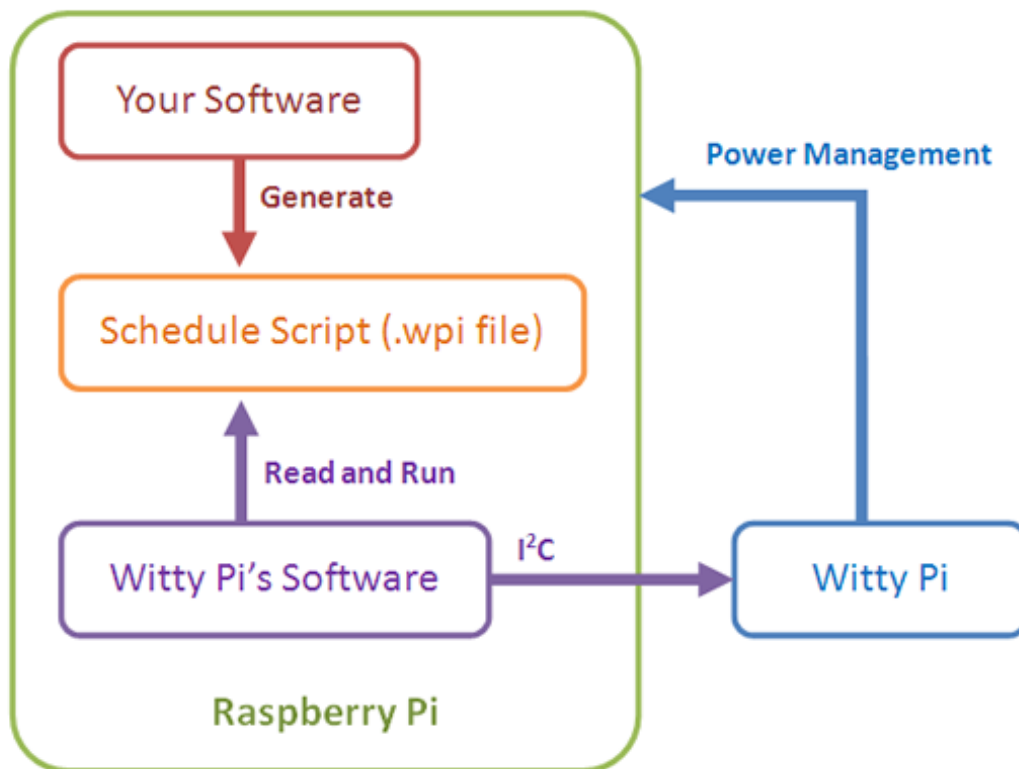 Your Software
Power Management
Generate
Schedule Script (.wpi file)
Read and Run
I²C
Witty Pi's Software
Witty Pi
Raspberry Pi